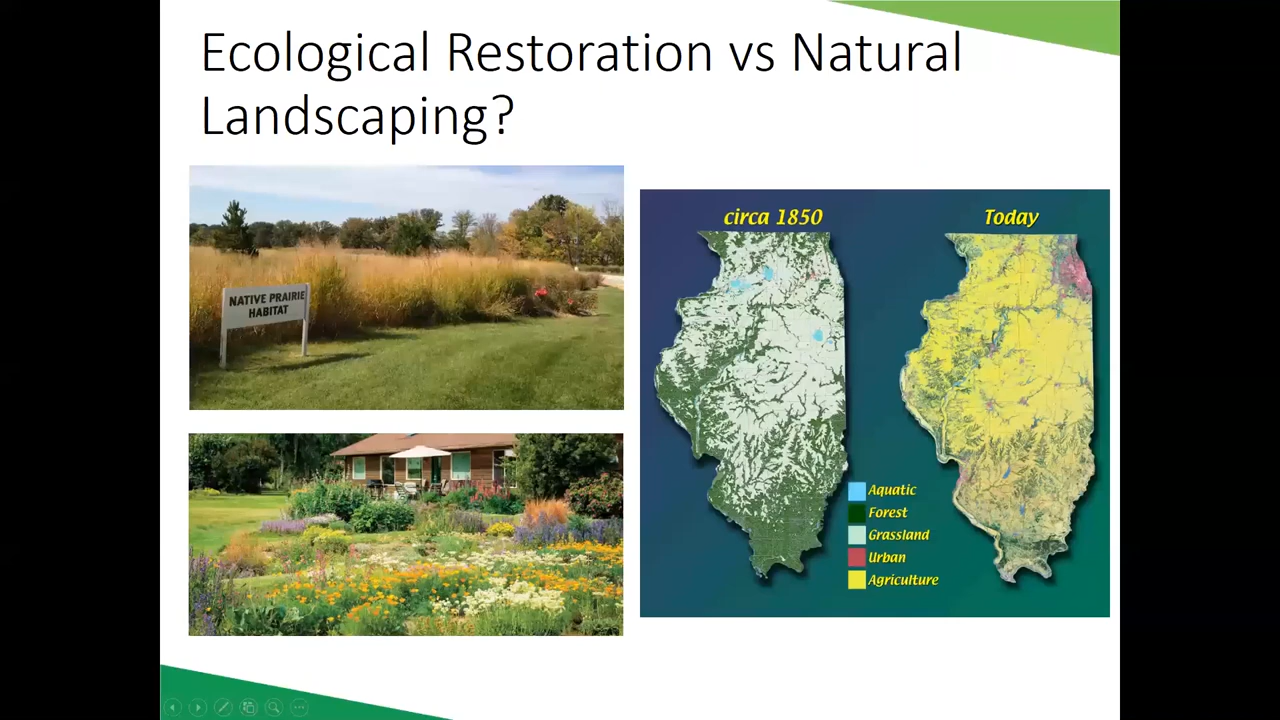 Ecological Restoration vs Natural
Landscaping?
NATIVE PRAIRIE
HABITAT
circa 1850
Today
Aquatic
Forest
Grassland
Urban
Agriculture